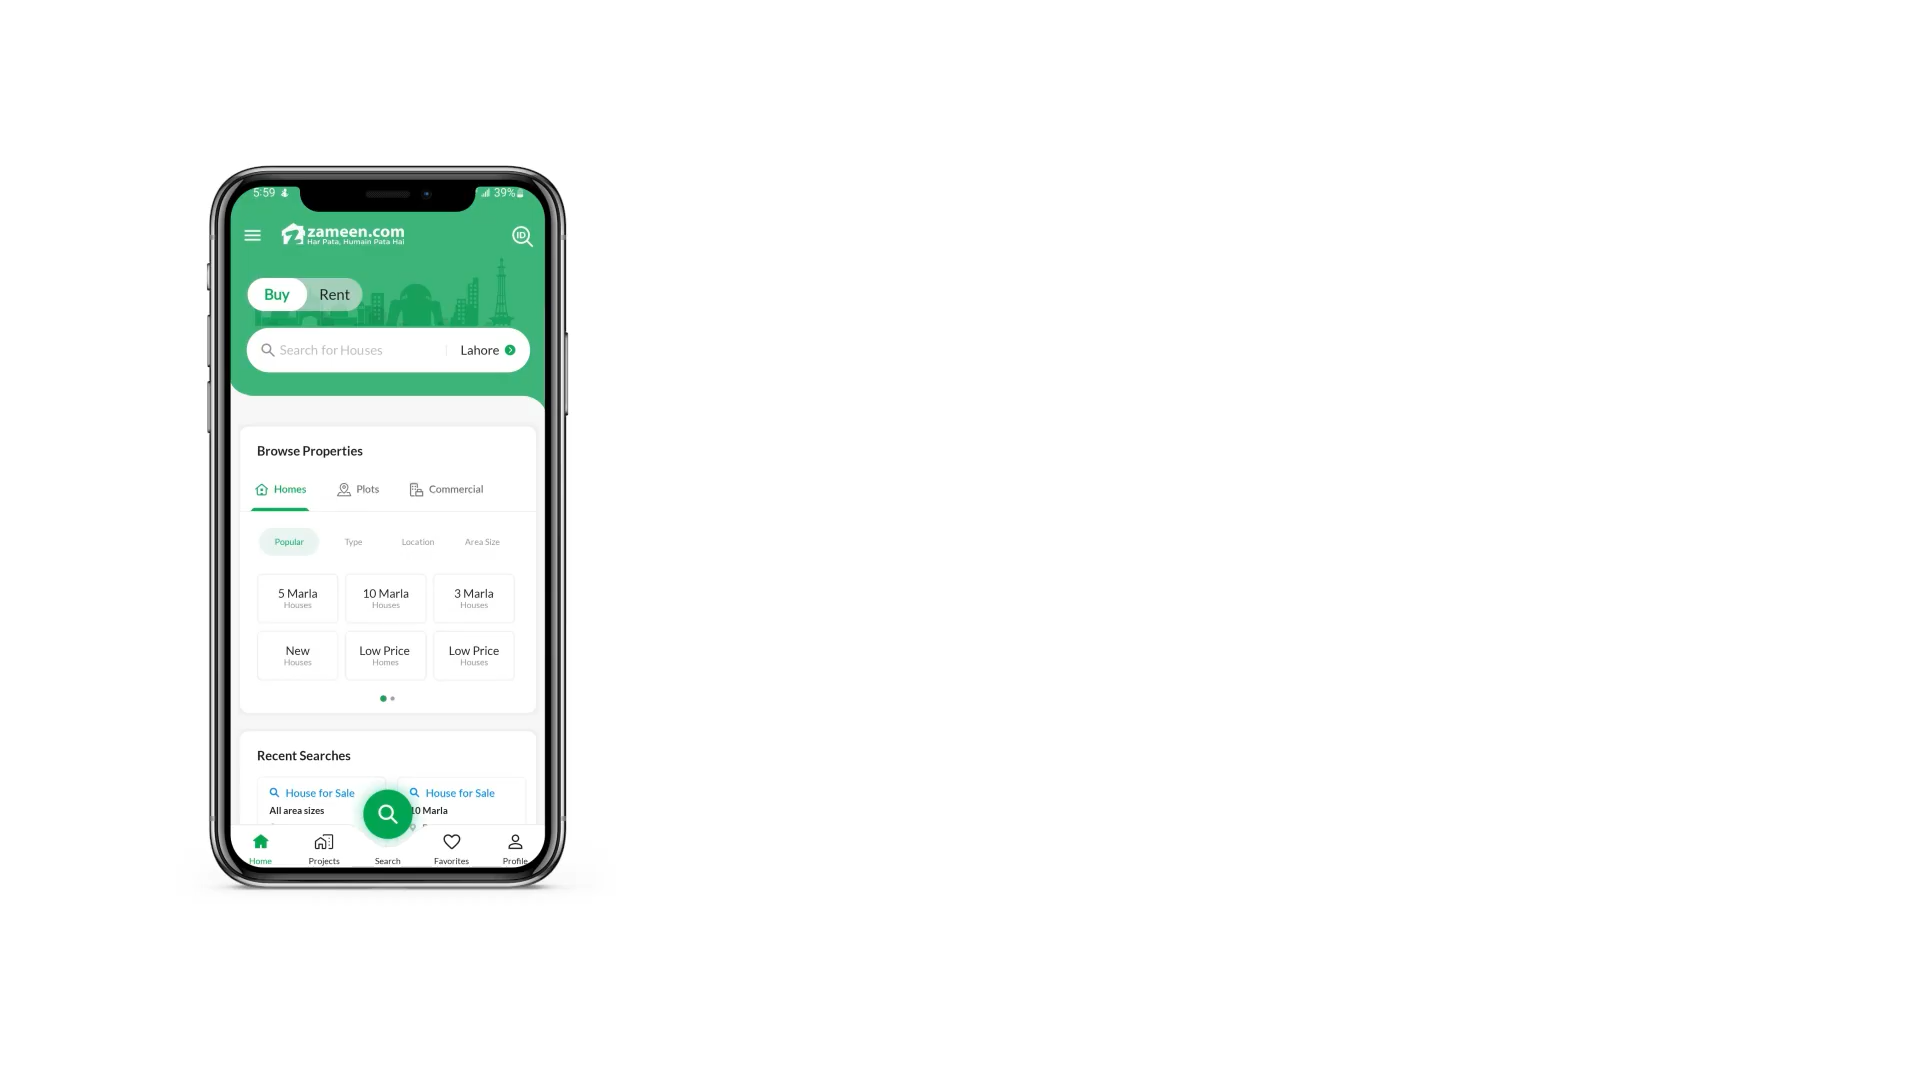 5:59 39%
zameen.com
Har Pata, Humain Pata Hai
ID
Buy Rent
Search for Houses Lahore
Browse Properties
Homes Plots Commercial
Popular Type Location Area Size
5 Marla 10 Marla 3 Marla
Houses Houses Houses
New Low Price Low Price
Houses Homes Houses
Recent Searches
House for Sale House for Sale
All area sizes 10 Marla
Home Projects Search Favorites Profile